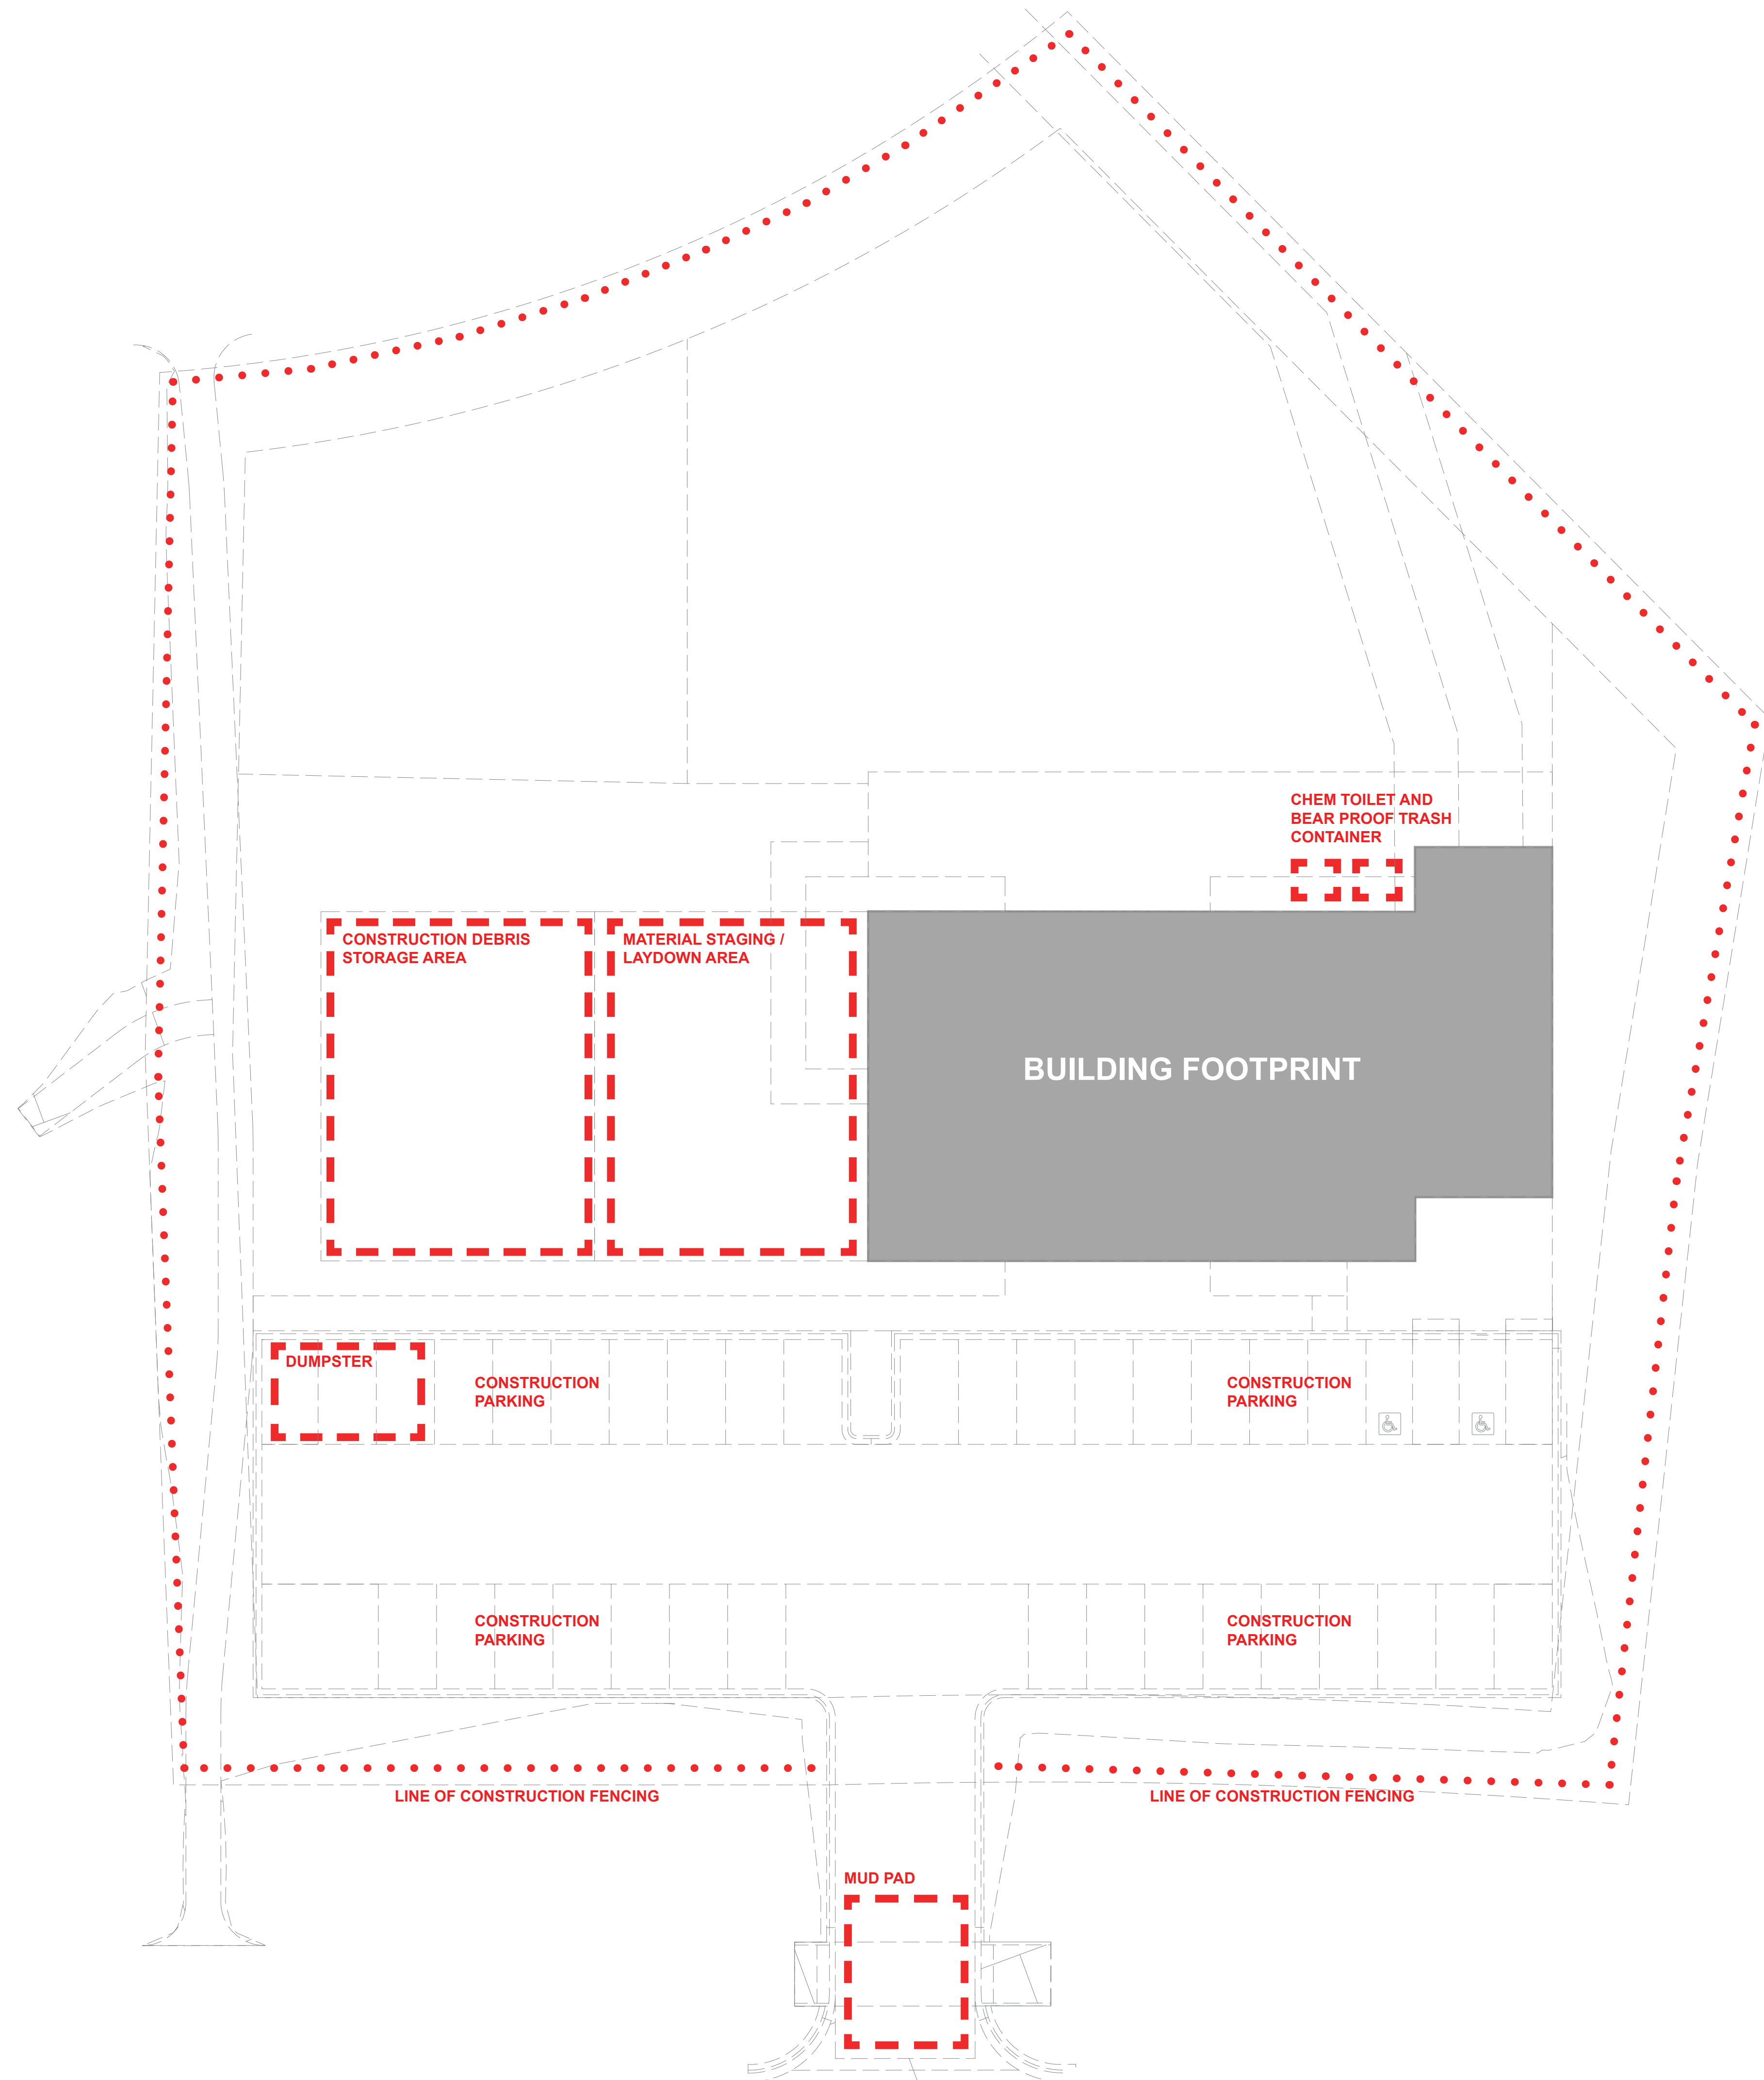 CHEM TOILET AND
BEAR PROOF TRASH
CONTAINER
CONSTRUCTION DEBRIS
STORAGE AREA
MATERIAL STAGING /
LAYDOWN AREA
BUILDING FOOTPRINT
DUMPSTER
CONSTRUCTION
PARKING
CONSTRUCTION
PARKING
CONSTRUCTION
PARKING
CONSTRUCTION
PARKING
LINE OF CONSTRUCTION FENCING
LINE OF CONSTRUCTION FENCING
MUD PAD